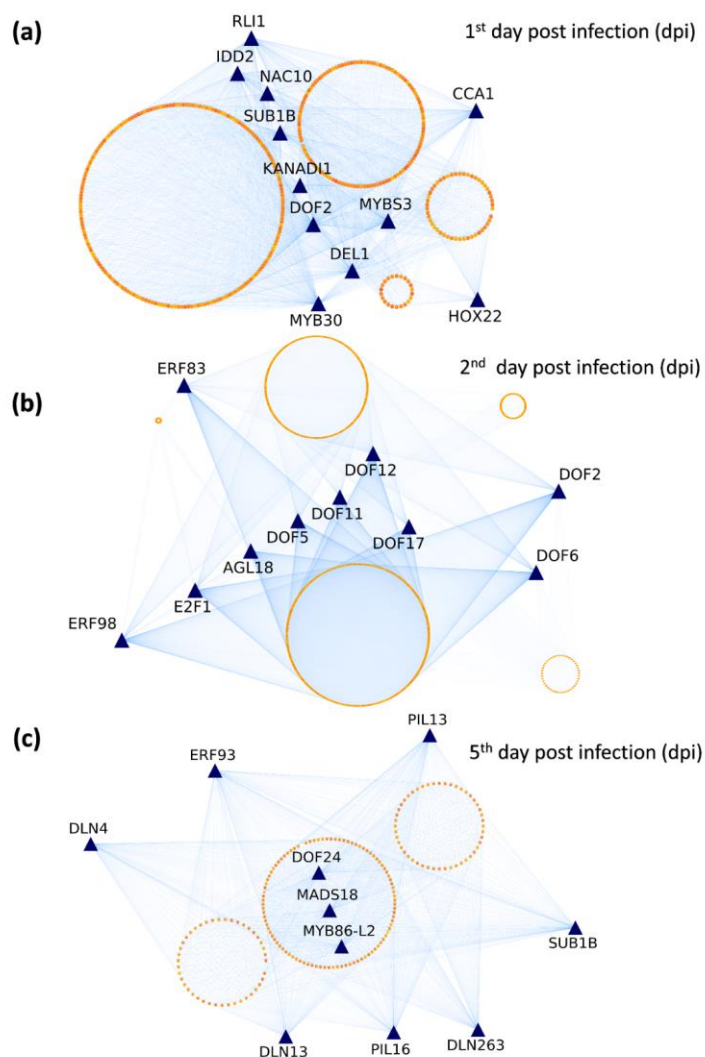 (a)
1st day post infection (dpi)
RLI1
IDD2
NAC10
CCA1
SUB1B
KANADI1
DOF2
MYBS3
DEL1
MYB30
HOX22
(b)
2nd day post infection (dpi)
ERF83
DOF12
DOF2
DOF11
DOF5
DOF17
AGL18
DOF6
E2F1
ERF98
(c)
PIL13
5th day post infection (dpi)
ERF93
DLN4
DOF24
MADS18
MYB86-L2
SUB1B
DLN13
PIL16
DLN263